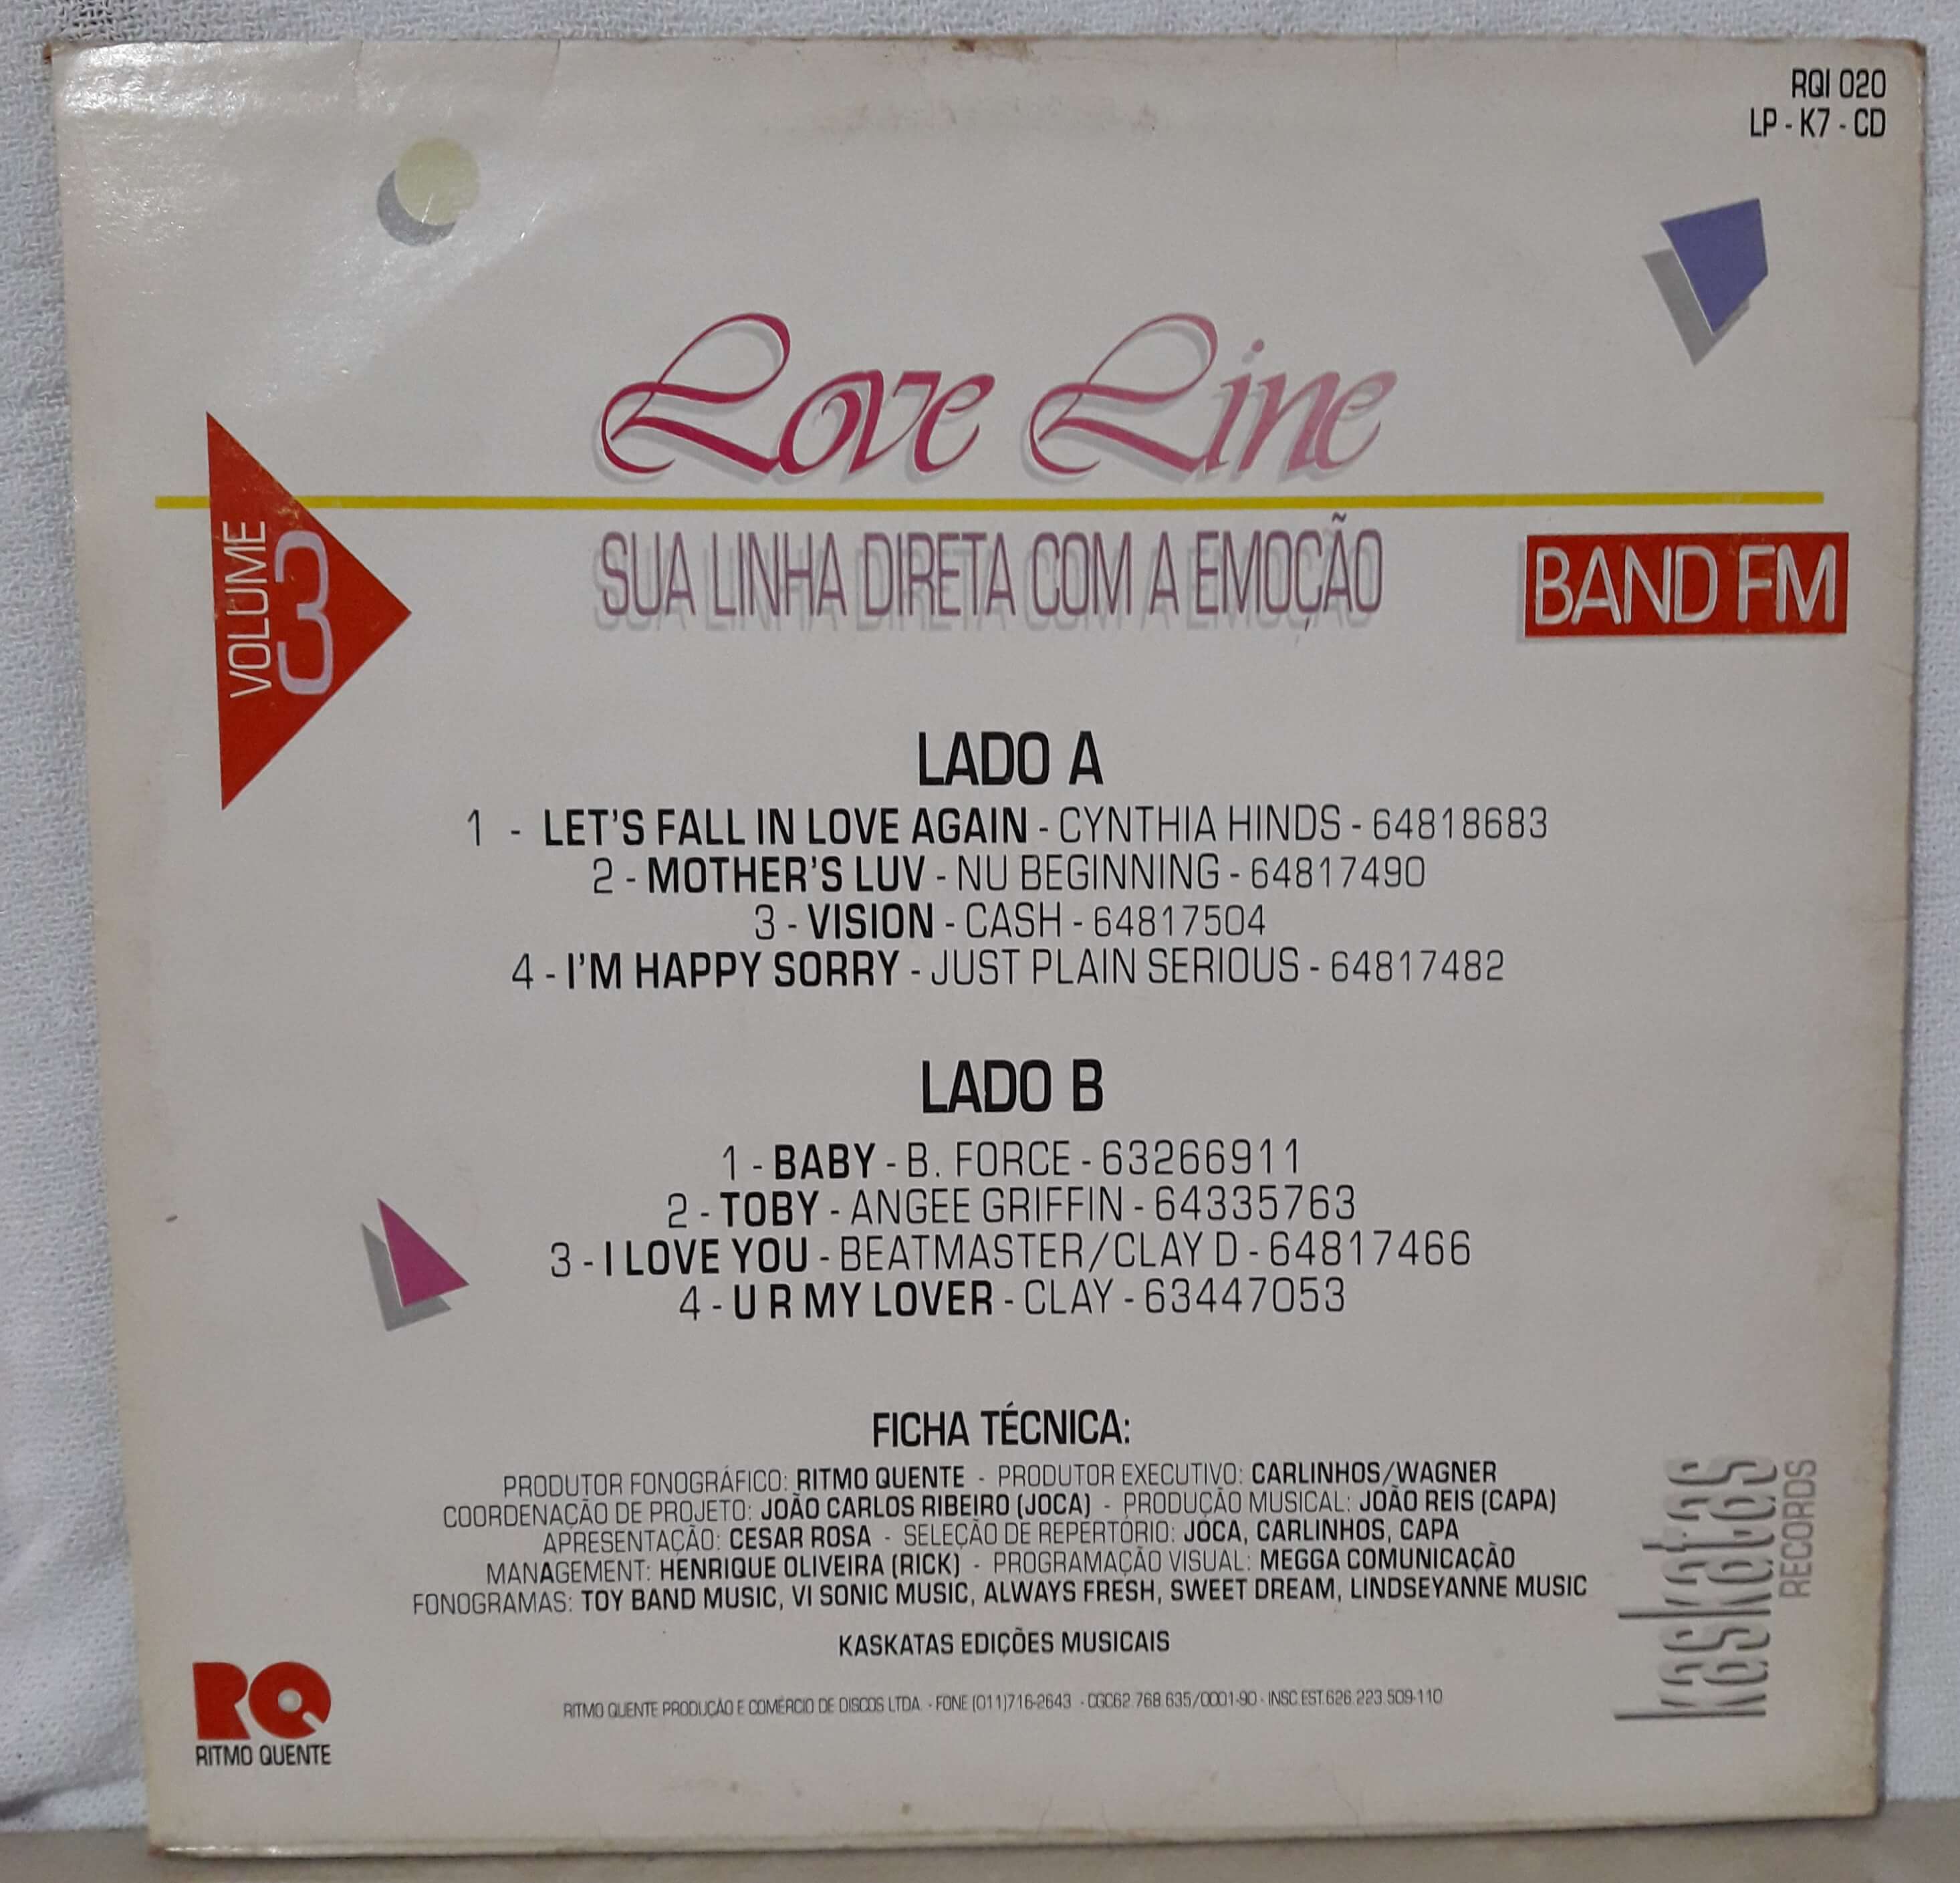 RQI 020
LP - K7 - CD
Love Line
VOLUME 3
SUA LINHA DIRETA COM A EMOÇÃO
BAND FM
LADO A
1 - LET'S FALL IN LOVE AGAIN - CYNTHIA HINDS - 64818683
2 - MOTHER'S LUV - NU BEGINNING - 64817490
3 - VISION - CASH - 64817504
4 - I'M HAPPY SORRY - JUST PLAIN SERIOUS - 64817482
LADO B
1 - BABY - B. FORCE - 63266911
2 - TOBY - ANGEE GRIFFIN - 64335763
3 - I LOVE YOU - BEATMASTER/CLAY D - 64817466
4 - U R MY LOVER - CLAY - 63447053
FICHA TÉCNICA:
PRODUTOR FONOGRÁFICO: RITMO QUENTE - PRODUTOR EXECUTIVO: CARLINHOS/WAGNER
COORDENAÇÃO DE PROJETO: JOÃO CARLOS RIBEIRO (JOCA) - PRODUÇÃO MUSICAL: JOÃO REIS (CAPA)
APRESENTAÇÃO: CESAR ROSA - SELEÇÃO DE REPERTÓRIO: JOCA, CARLINHOS, CAPA
MANAGEMENT: HENRIQUE OLIVEIRA (RICK) - PROGRAMAÇÃO VISUAL: MEGGA COMUNICAÇÃO
FONOGRAMAS: TOY BAND MUSIC, VI SONIC MUSIC, ALWAYS FRESH, SWEET DREAM, LINDSEYANNE MUSIC
KASKATAS EDIÇÕES MUSICAIS
RITMO QUENTE PRODUÇÃO E COMÉRCIO DE DISCOS LTDA. - FONE (011)716-2643 - CGC62.768.635/0001-90 - INSC.EST.626.223.509-110
RQ
RITMO QUENTE
kaskatas
RECORDS